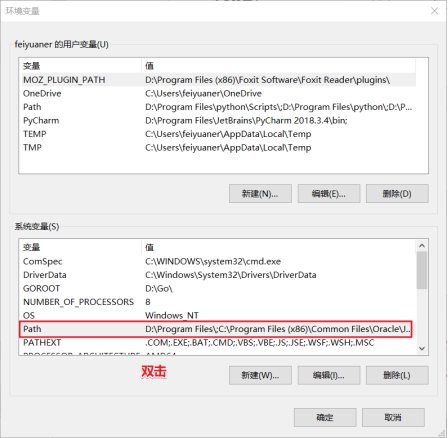 环境变量
feiyuaner 的用户变量(U)
变量 值
MOZ_PLUGIN_PATH D:\Program Files (x86)\Foxit Software\Foxit Reader\plugins\
OneDrive C:\Users\feiyuaner\OneDrive
Path D:\Program Files\python\Scripts\;D:\Program Files\python\;D:\P...
PyCharm D:\Program Files\JetBrains\PyCharm 2018.3.4\bin;
TEMP C:\Users\feiyuaner\AppData\Local\Temp
TMP C:\Users\feiyuaner\AppData\Local\Temp
新建(N)... 编辑(E)... 删除(D)
系统变量(S)
变量 值
ComSpec C:\WINDOWS\system32\cmd.exe
DriverData C:\Windows\System32\Drivers\DriverData
GOROOT D:\Go\
NUMBER_OF_PROCESSORS 8
OS Windows_NT
Path D:\Program Files\;C:\Program Files (x86)\Common Files\Oracle\J...
PATHEXT .COM;.EXE;.BAT;.CMD;.VBS;.VBE;.JS;.JSE;.WSF;.WSH;.MSC
PROCESSOR_ARCHITECTURE AMD64
双击
新建(W)... 编辑(I)... 删除(L)
确定 取消